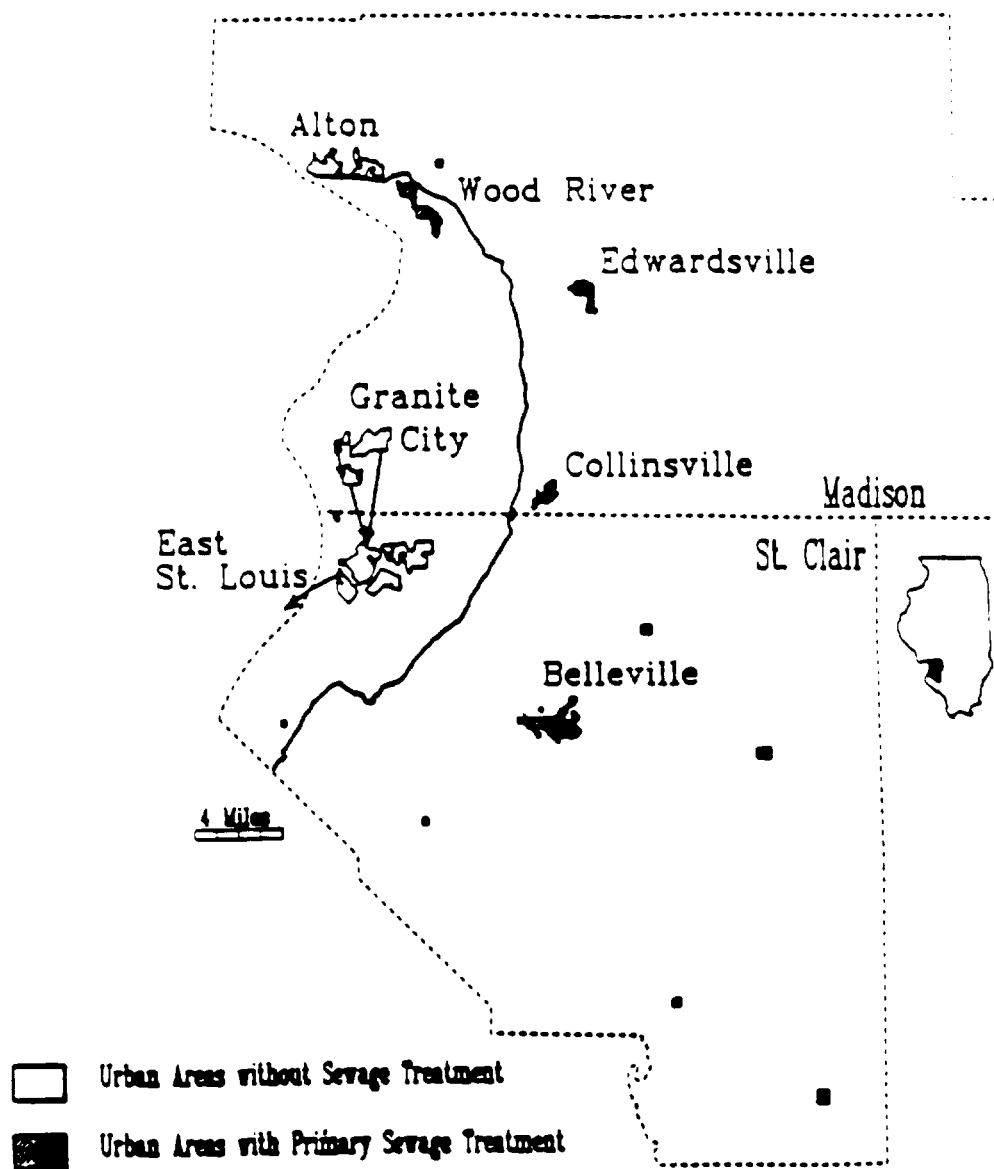 Alton
Wood River
Edwardsville
Granite
City
Collinsville
Madison
East
St. Louis
St. Clair
Belleville
4 Miles
Urban Areas without Sewage Treatment
Urban Areas with Primary Sewage Treatment